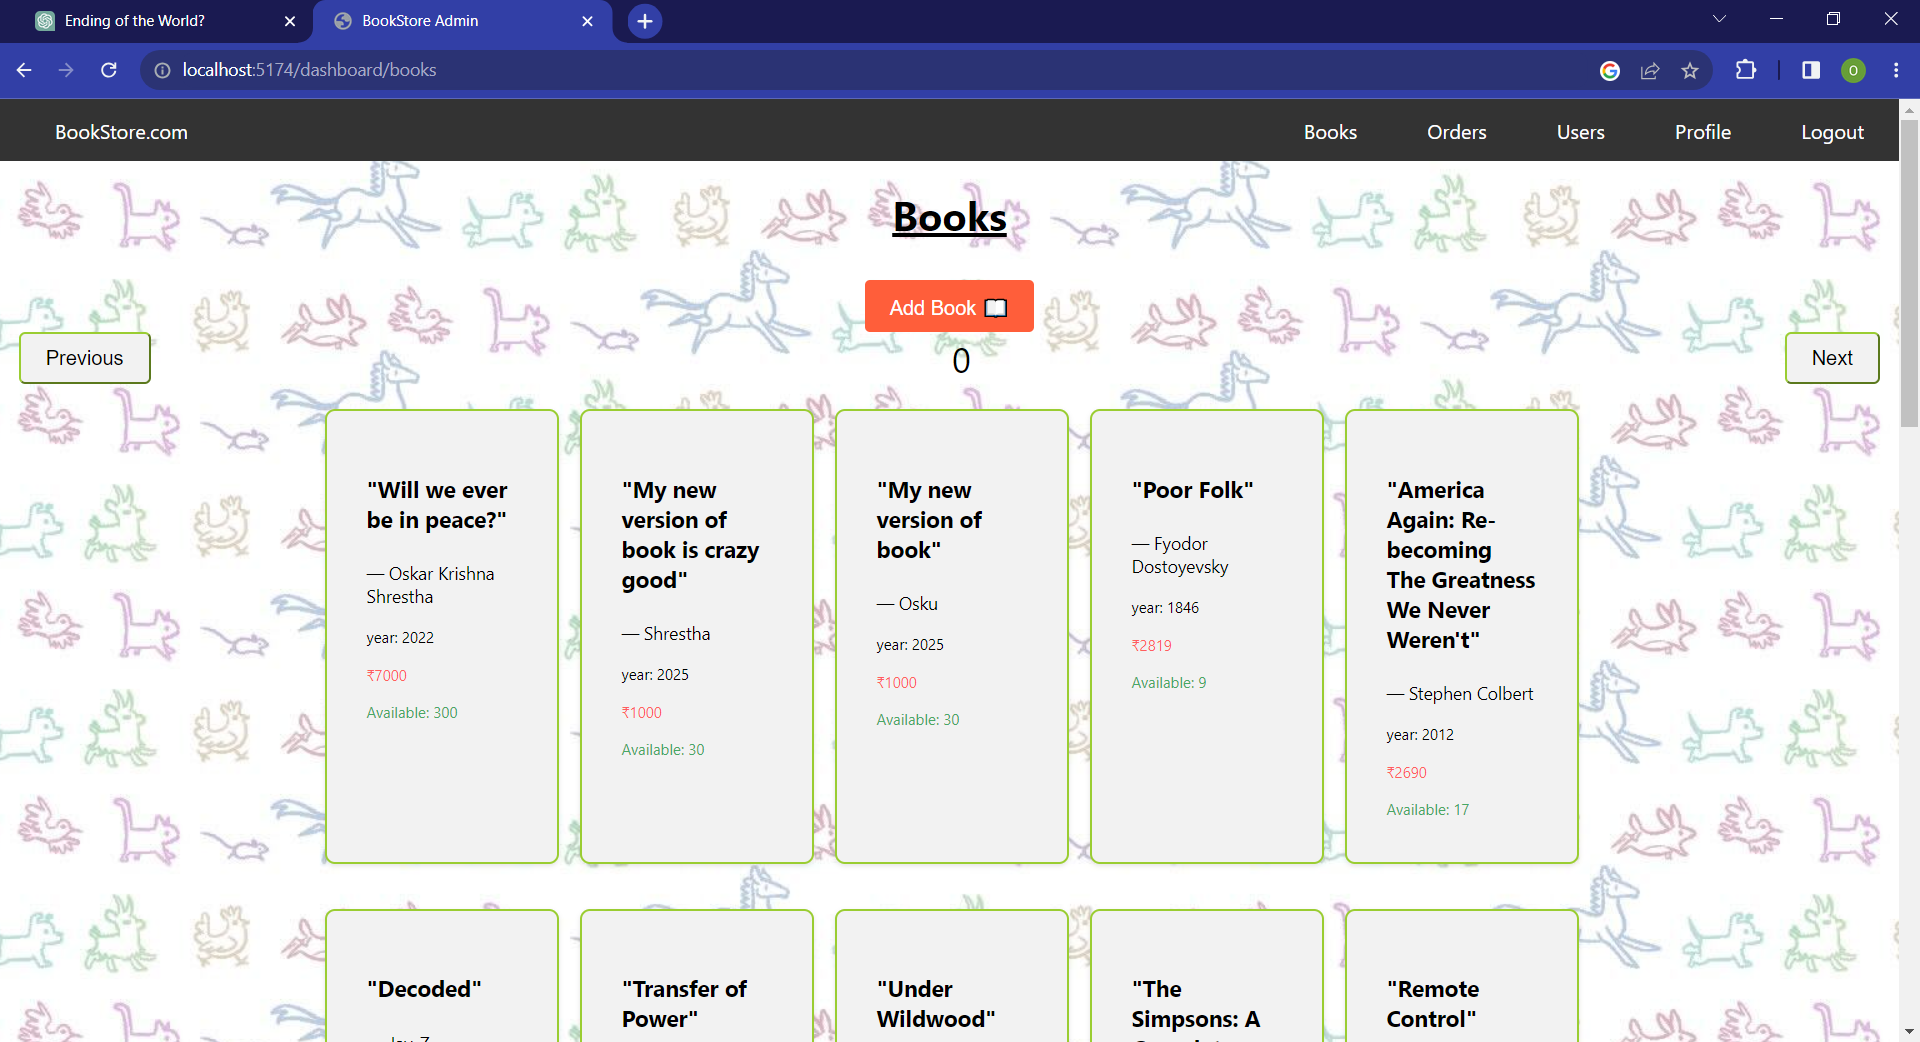 Ending of the World?
BookStore Admin
localhost:5174/dashboard/books
O
BookStore.com
Books
Orders
Users
Profile
Logout
Books
Add Book
Previous
0
Next
"Will we ever
be in peace?"
— Oskar Krishna
Shrestha
year: 2022
₹7000
Available: 300
"My new
version of
book is crazy
good"
— Shrestha
year: 2025
₹1000
Available: 30
"My new
version of
book"
— Osku
year: 2025
₹1000
Available: 30
"Poor Folk"
— Fyodor
Dostoyevsky
year: 1846
₹2819
Available: 9
"America
Again: Re-
becoming
The Greatness
We Never
Weren't"
— Stephen Colbert
year: 2012
₹2690
Available: 17
"Decoded"
"Transfer of
Power"
"Under
Wildwood"
"The
Simpsons: A
"Remote
Control"